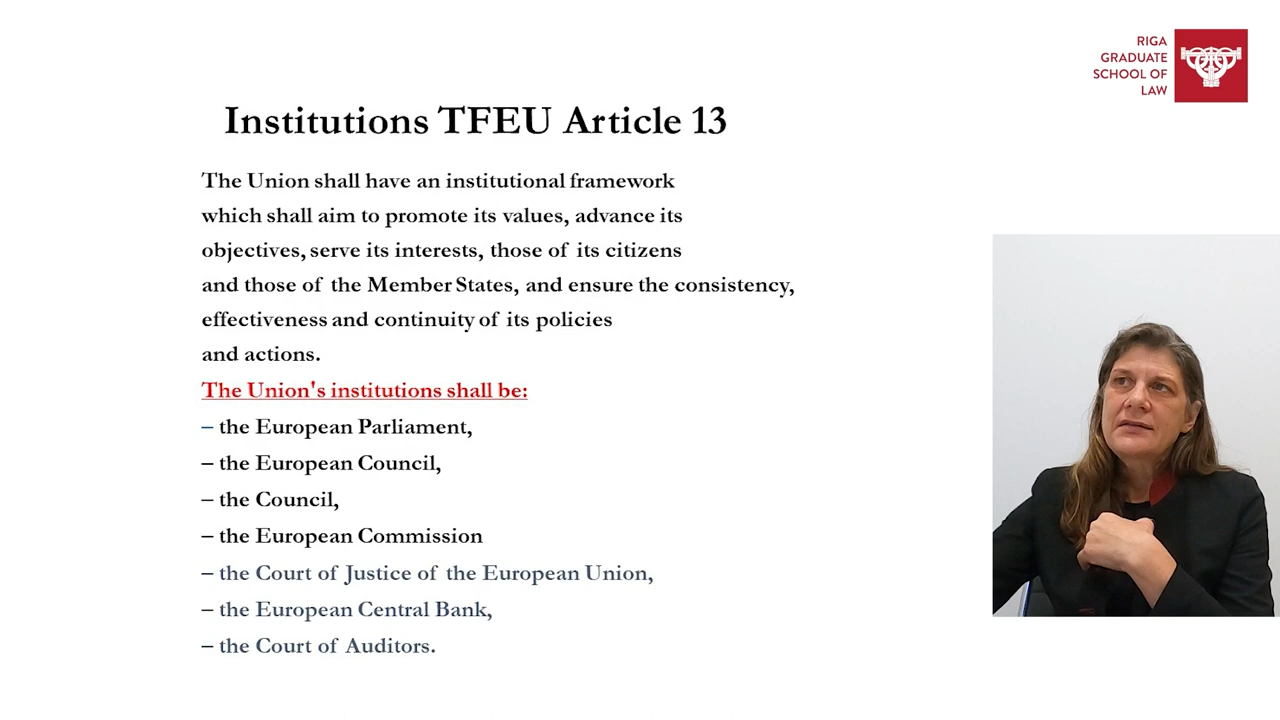 RIGA
GRADUATE
SCHOOL OF
LAW
Institutions TFEU Article 13
The Union shall have an institutional framework
which shall aim to promote its values, advance its
objectives, serve its interests, those of its citizens
and those of the Member States, and ensure the consistency,
effectiveness and continuity of its policies
and actions.
The Union's institutions shall be:
– the European Parliament,
– the European Council,
– the Council,
– the European Commission
– the Court of Justice of the European Union,
– the European Central Bank,
– the Court of Auditors.